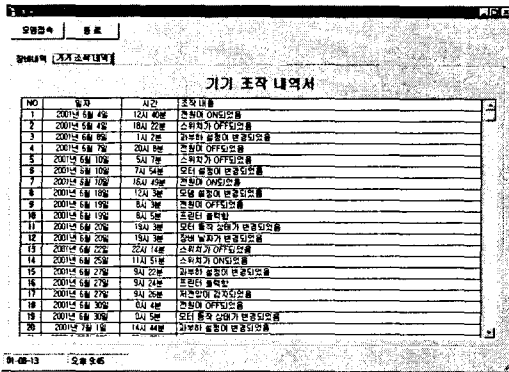 모뎀접속 종료
장비내역 기기 조작 내역
기기 조작 내역서
NO 일자 시간 조작 내용
1 2001년 6월 4일 12시 40분 전원이 ON되었음
2 2001년 6월 4일 18시 22분 스위치가 OFF되었음
3 2001년 6월 6일 1시 2분 과부하 설정이 변경되었음
4 2001년 6월 7일 20시 8분 전원이 OFF되었음
5 2001년 6월 10일 5시 7분 스위치가 OFF되었음
6 2001년 6월 10일 7시 54분 모터 설정이 변경되었음
7 2001년 6월 10일 16시 49분 전원이 ON되었음
8 2001년 6월 18일 12시 3분 모뎀 설정이 변경되었음
9 2001년 6월 19일 8시 3분 전원이 OFF되었음
10 2001년 6월 19일 8시 5분 프린터 출력함
11 2001년 6월 20일 19시 3분 모터 동작 상태가 변경되었음
12 2001년 6월 20일 19시 3분 장비 날짜가 변경되었음
13 2001년 6월 22일 22시 14분 스위치가 OFF되었음
14 2001년 6월 25일 11시 51분 스위치가 ON되었음
15 2001년 6월 27일 9시 22분 과부하 설정이 변경되었음
16 2001년 6월 27일 9시 24분 프린터 출력함
17 2001년 6월 27일 9시 26분 저전압이 감지되었음
18 2001년 6월 29일 0시 4분 전원이 OFF되었음
19 2001년 6월 30일 0시 5분 모터 동작 상태가 변경되었음
20 2001년 7월 1일 14시 44분 과부하 설정이 변경되었음
01-08-13 오후 9:45